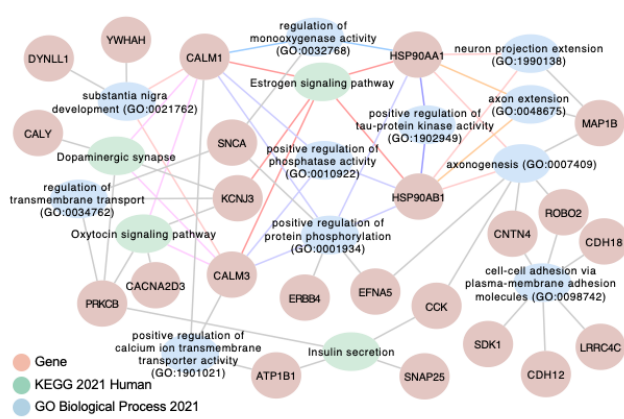 regulation of
monooxygenase activity
(GO:0032768)
YWHAH
DYNLL1
CALM1
HSP90AA1
neuron projection extension
(GO:1990138)
Estrogen signaling pathway
substantia nigra
development (GO:0021762)
axon extension
(GO:0048675)
positive regulation of
tau-protein kinase activity
(GO:1902949)
MAP1B
CALY
SNCA
Dopaminergic synapse
positive regulation of
phosphatase activity
(GO:0010922)
axonogenesis (GO:0007409)
regulation of
transmembrane transport
(GO:0034762)
KCNJ3
HSP90AB1
ROBO2
Oxytocin signaling pathway
positive regulation of
protein phosphorylation
(GO:0001934)
CNTN4
CDH18
CALM3
CACNA2D3
cell-cell adhesion via
plasma-membrane adhesion
molecules (GO:0098742)
PRKCB
ERBB4
EFNA5
CCK
positive regulation of
calcium ion transmembrane
transporter activity
(GO:1901021)
Insulin secretion
SDK1
LRRC4C
ATP1B1
SNAP25
CDH12
Gene
KEGG 2021 Human
GO Biological Process 2021